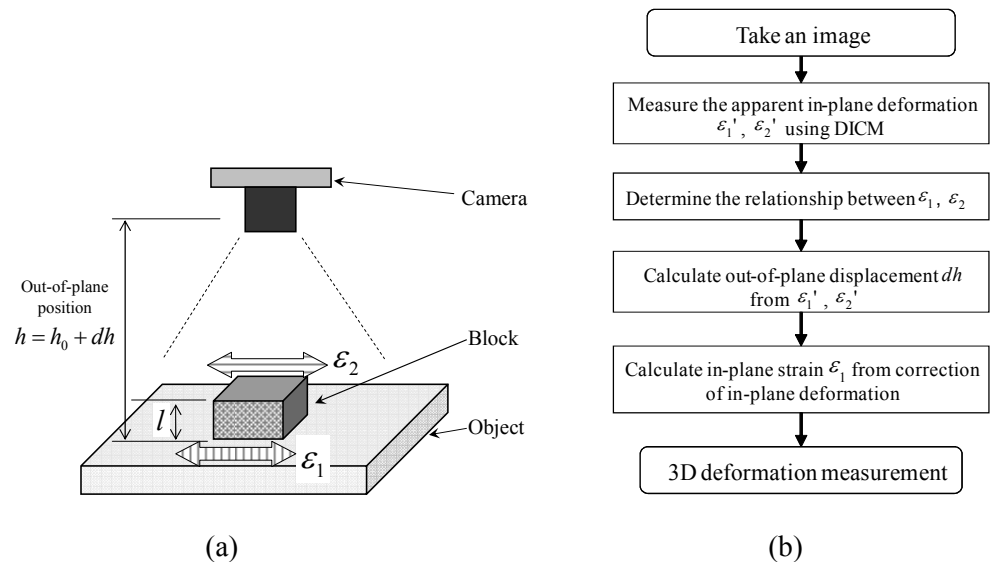 Camera
Out-of-plane
position
h = h₀ + dh
ε₂
Block
l
Object
ε₁
(a)
Take an image
Measure the apparent in-plane deformation
ε₁', ε₂' using DICM
Determine the relationship between ε₁, ε₂
Calculate out-of-plane displacement dh
from ε₁', ε₂'
Calculate in-plane strain ε₁ from correction
of in-plane deformation
3D deformation measurement
(b)